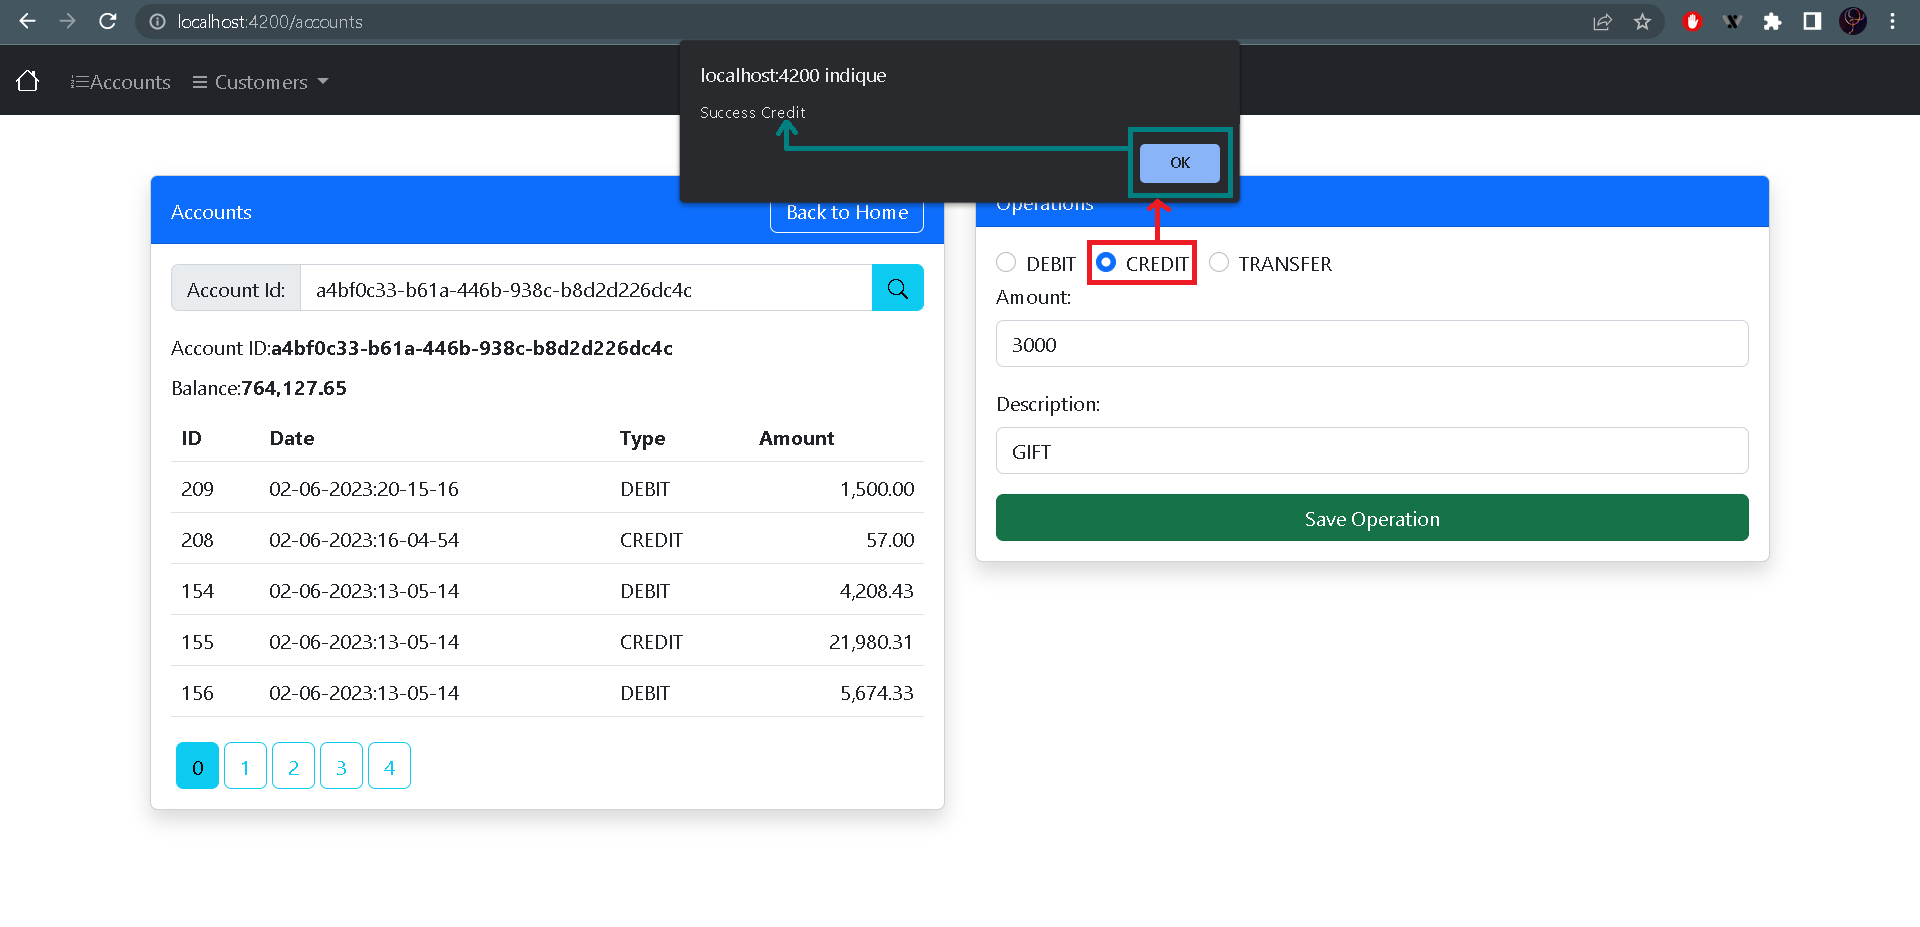 localhost:4200/accounts
Accounts
Customers
localhost:4200 indique
Success Credit
OK
Accounts
Back to Home
Account Id:
a4bf0c33-b61a-446b-938c-b8d2d226dc4c
Account ID:a4bf0c33-b61a-446b-938c-b8d2d226dc4c
Balance:764,127.65
ID Date Type Amount
209 02-06-2023:20-15-16 DEBIT 1,500.00
208 02-06-2023:16-04-54 CREDIT 57.00
154 02-06-2023:13-05-14 DEBIT 4,208.43
155 02-06-2023:13-05-14 CREDIT 21,980.31
156 02-06-2023:13-05-14 DEBIT 5,674.33
0 1 2 3 4
Operations
DEBIT CREDIT TRANSFER
Amount:
3000
Description:
GIFT
Save Operation